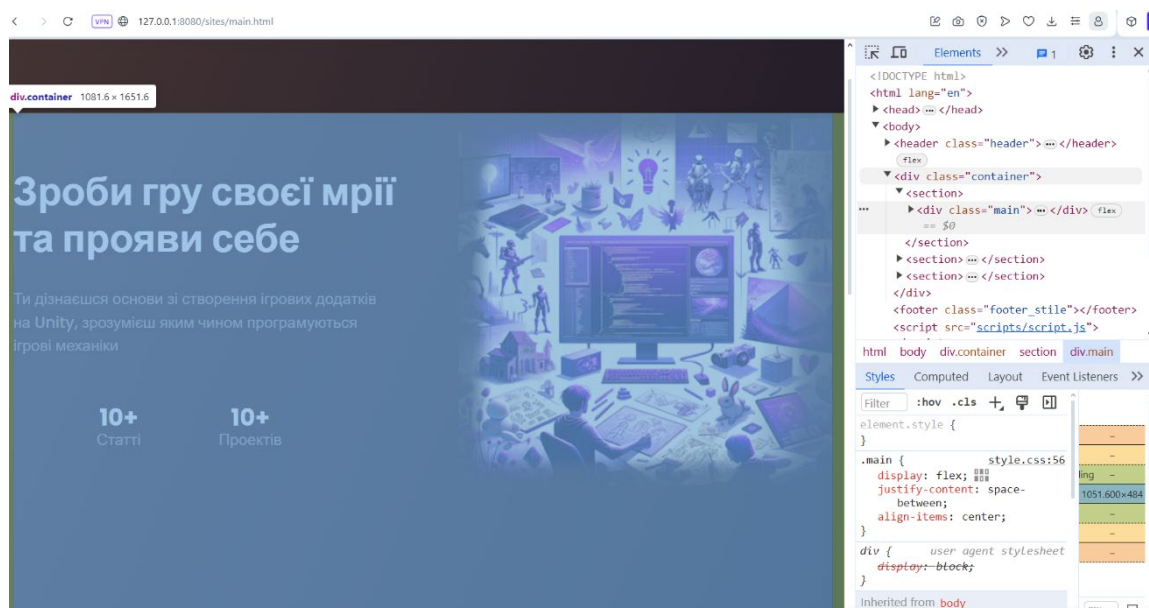 VPN 127.0.0.1:8080/sites/main.html
div.container 1081.6 × 1651.6
Зроби гру своєї мрії
та прояви себе
Ти дізнаєшся основи зі створення ігрових додатків
на Unity, зрозумієш яким чином програмуються
ігрові механіки
10+ 10+
Статті Проектів
Elements 1
<!DOCTYPE html>
<html lang="en">
<head> ⋯ </head>
<body>
<header class="header"> ⋯ </header>
flex
<div class="container">
<section>
<div class="main"> ⋯ </div> flex
== $0
</section>
<section> ⋯ </section>
<section> ⋯ </section>
</div>
<footer class="footer_stile"></footer>
<script src="scripts/script.js">
html body div.container section div.main
Styles Computed Layout Event Listeners
Filter :hov .cls
element.style {
}
.main { style.css:56
display: flex;
justify-content: space-
between;
align-items: center;
}
div { user agent stylesheet
display: block;
}
Inherited from body
ling –
1051.600×484